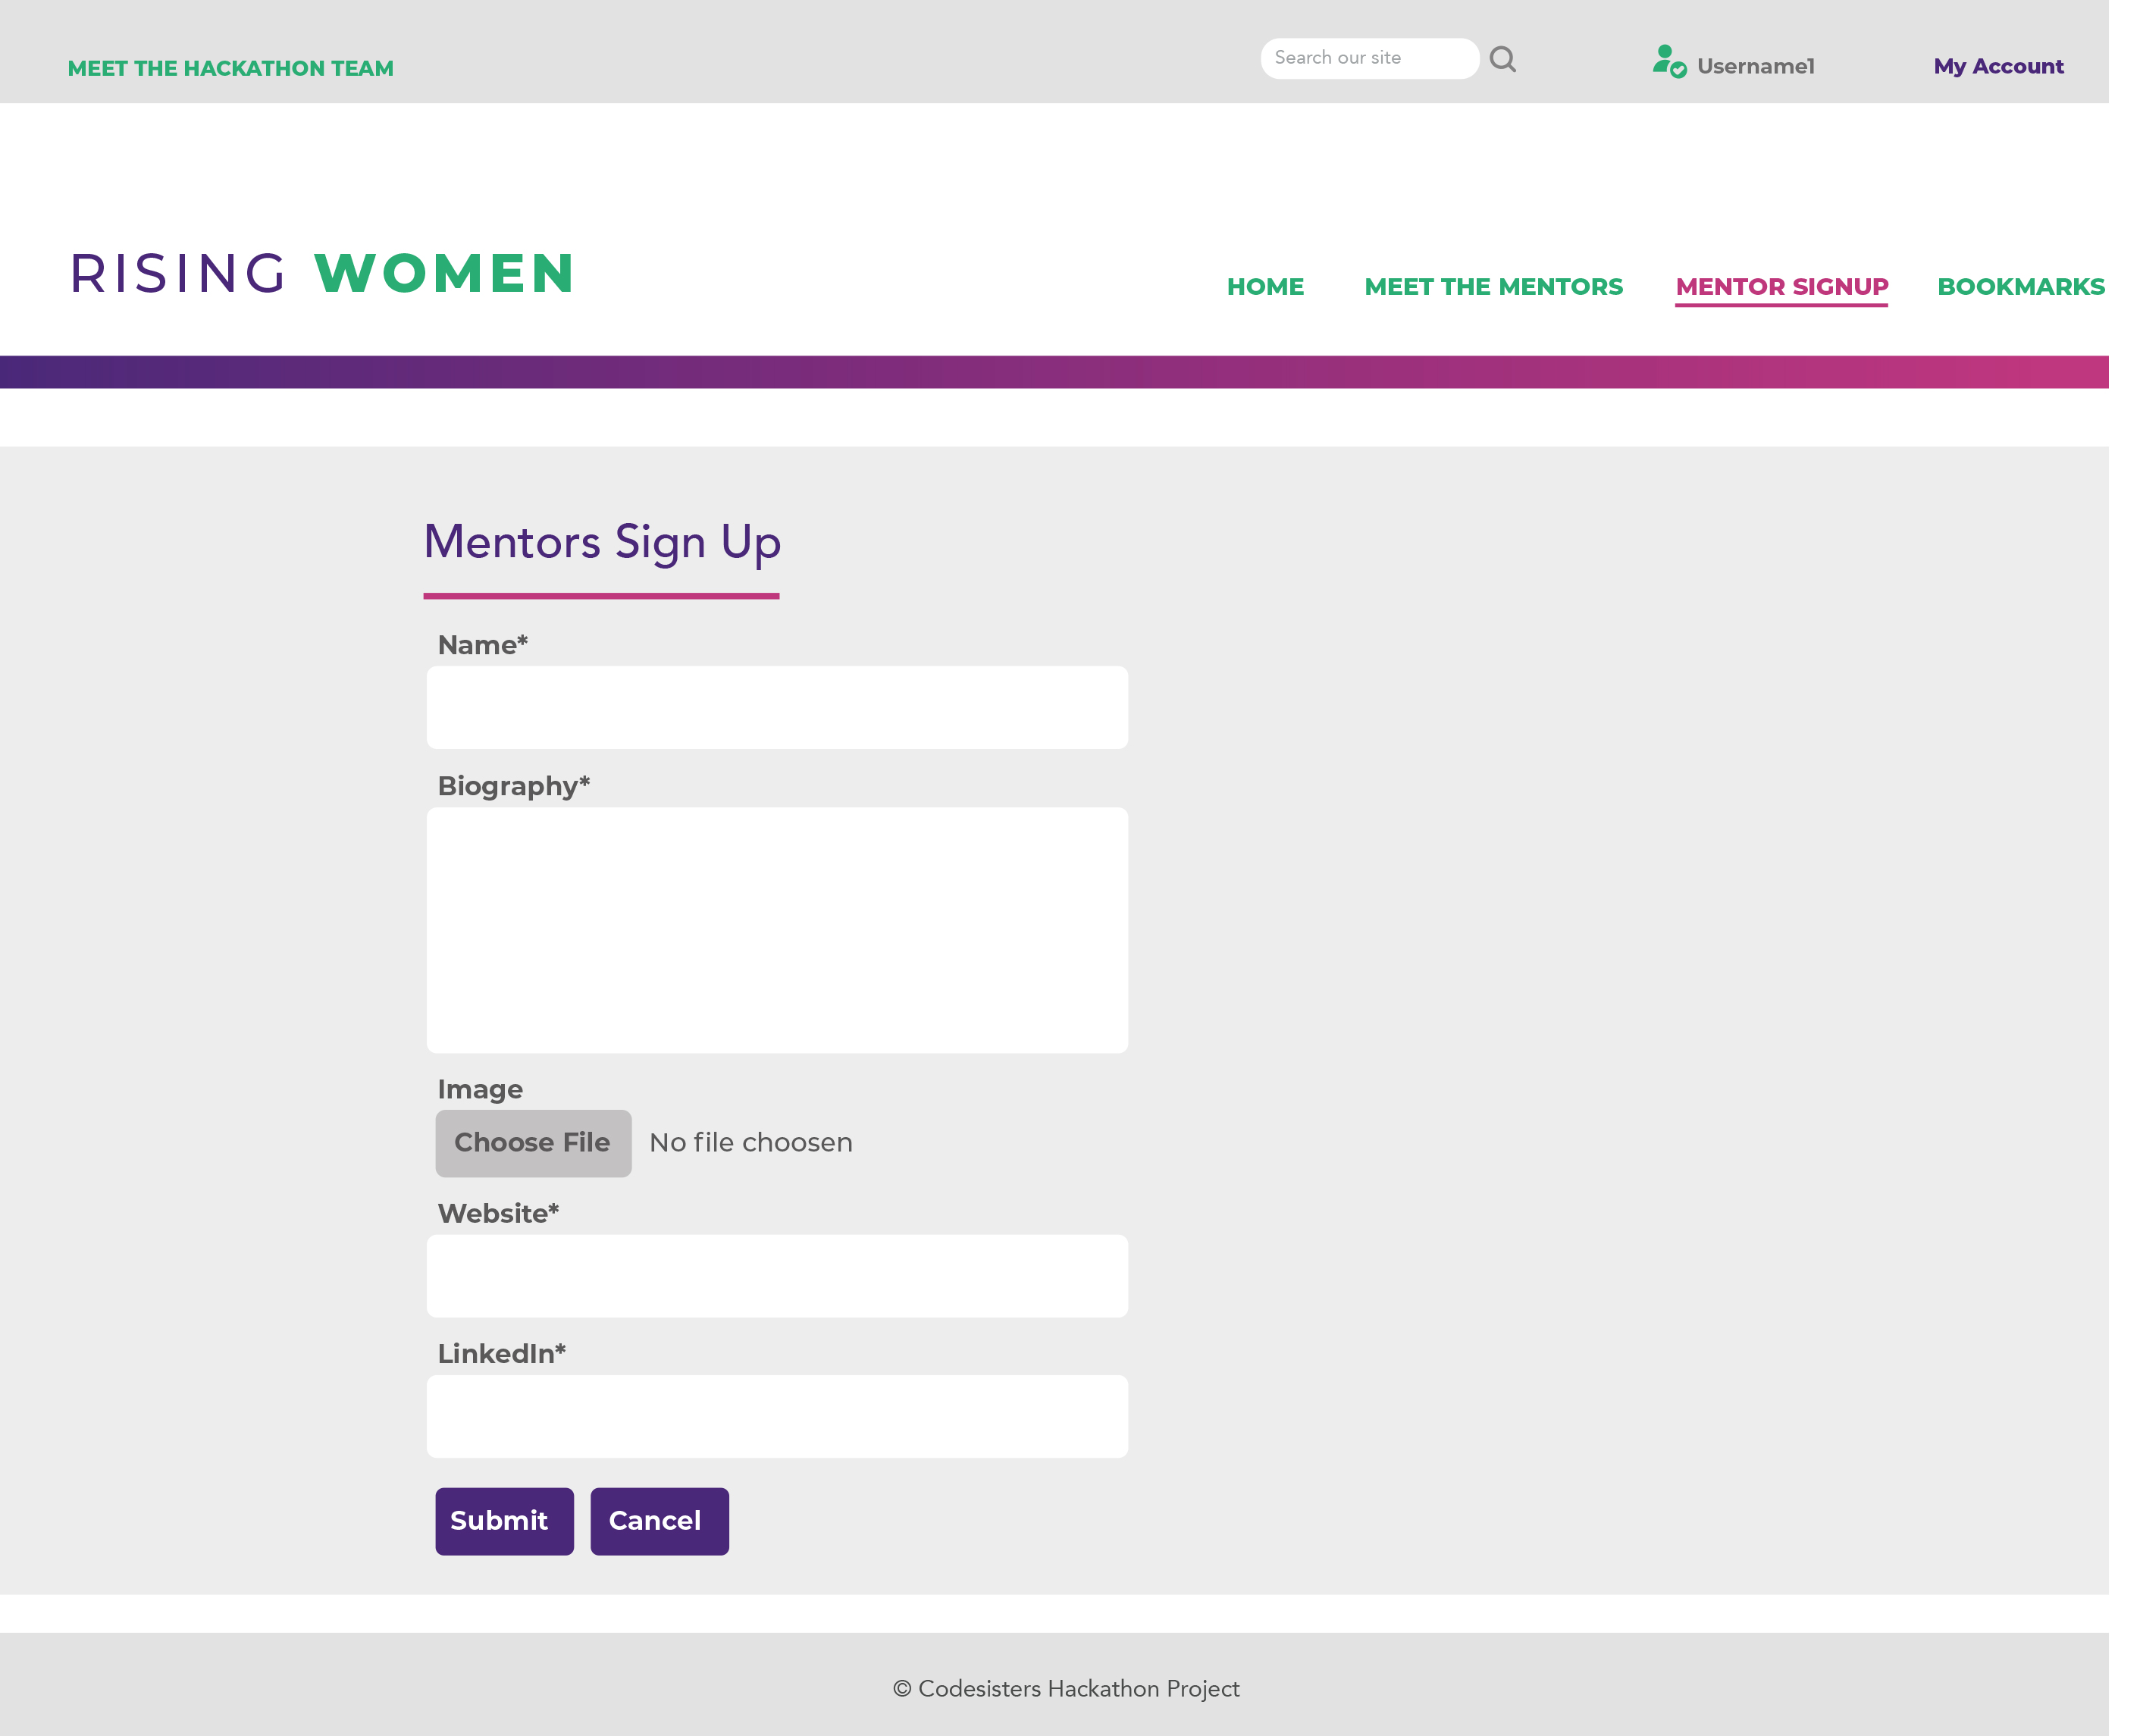 MEET THE HACKATHON TEAM
Search our site
Username1
My Account
RISING WOMEN
HOME
MEET THE MENTORS
MENTOR SIGNUP
BOOKMARKS
Mentors Sign Up
Name*
Biography*
Image
Choose File
No file choosen
Website*
LinkedIn*
Submit
Cancel
© Codesisters Hackathon Project